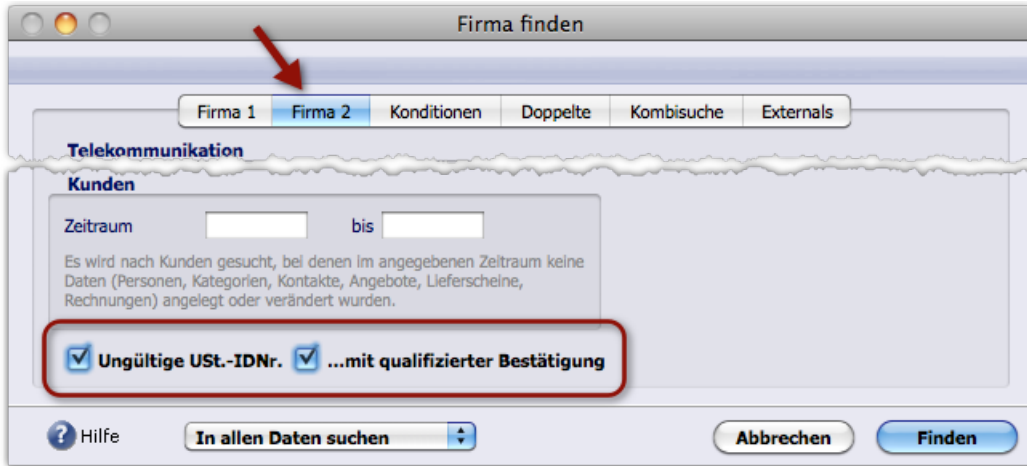 Firma finden
Firma 1 Firma 2 Konditionen Doppelte Kombisuche Externals
Telekommunikation
Kunden
Zeitraum bis
Es wird nach Kunden gesucht, bei denen im angegebenen Zeitraum keine
Daten (Personen, Kategorien, Kontakte, Angebote, Lieferscheine,
Rechnungen) angelegt oder verändert wurden.
Ungültige USt.-IDNr. ...mit qualifizierter Bestätigung
? Hilfe In allen Daten suchen Abbrechen Finden